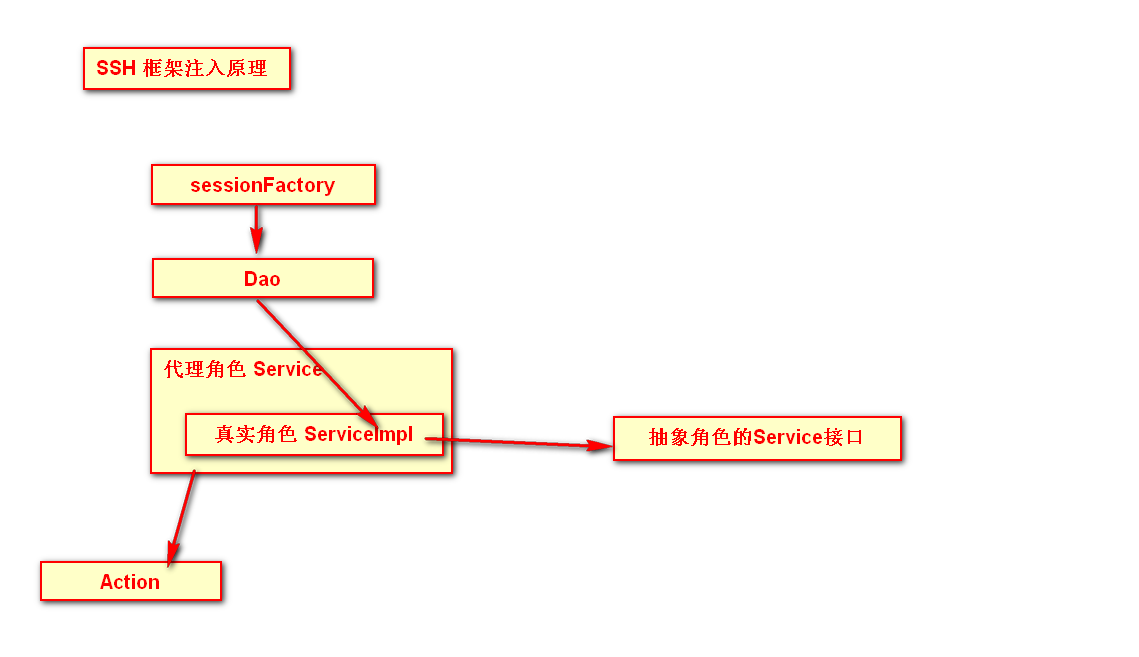 SSH 框架注入原理
sessionFactory
Dao
代理角色 Service
真实角色 ServiceImpl
抽象角色的Service接口
Action